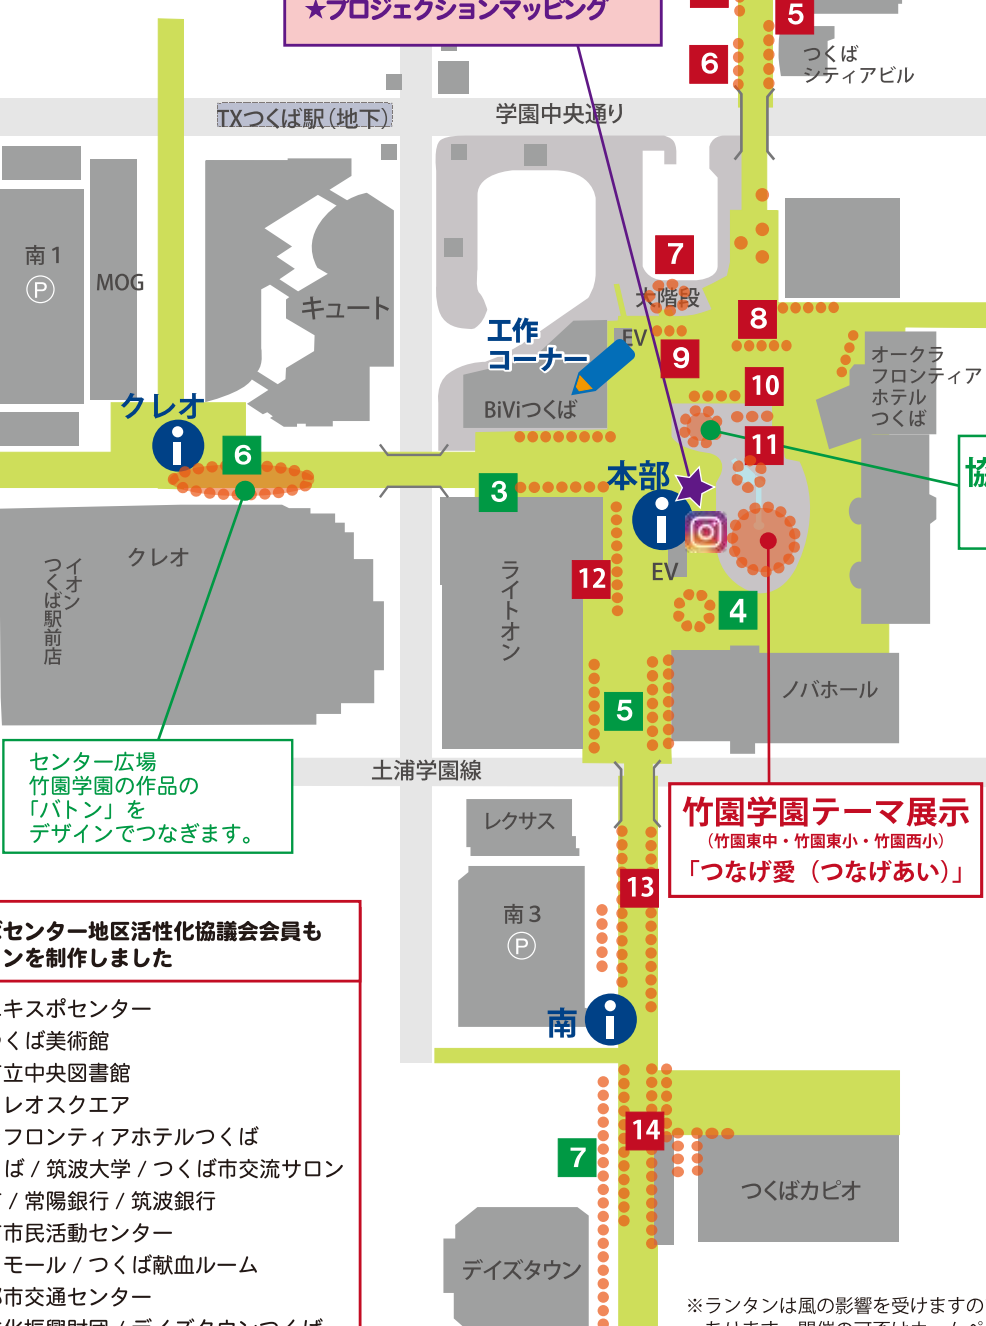 ★プロジェクションマッピング
5
6
つくば
シティアビル
TXつくば駅（地下）
学園中央通り
南1
P
MOG
キュート
7
大階段
8
工作
コーナー
EV
9
オークラ
フロンティア
ホテル
つくば
10
BiViつくば
クレオ
6
11
協
本部
3
12
EV
4
クレオ
イオン
つくば駅前店
ライトオン
ノバホール
5
センター広場
竹園学園の作品の
「バトン」を
デザインでつなぎます。
土浦学園線
竹園学園テーマ展示
（竹園東中・竹園東小・竹園西小）
「つなげ愛（つなげあい）」
レクサス
13
南3
P
南
センター地区活性化協議会会員も
ンを制作しました
エキスポセンター
つくば美術館
市立中央図書館
レオスクエア
フロンティアホテルつくば
ば / 筑波大学 / つくば市交流サロン
/ 常陽銀行 / 筑波銀行
市民活動センター
モール / つくば献血ルーム
都市交通センター
14
7
つくばカピオ
デイズタウン
※ランタンは風の影響を受けますの